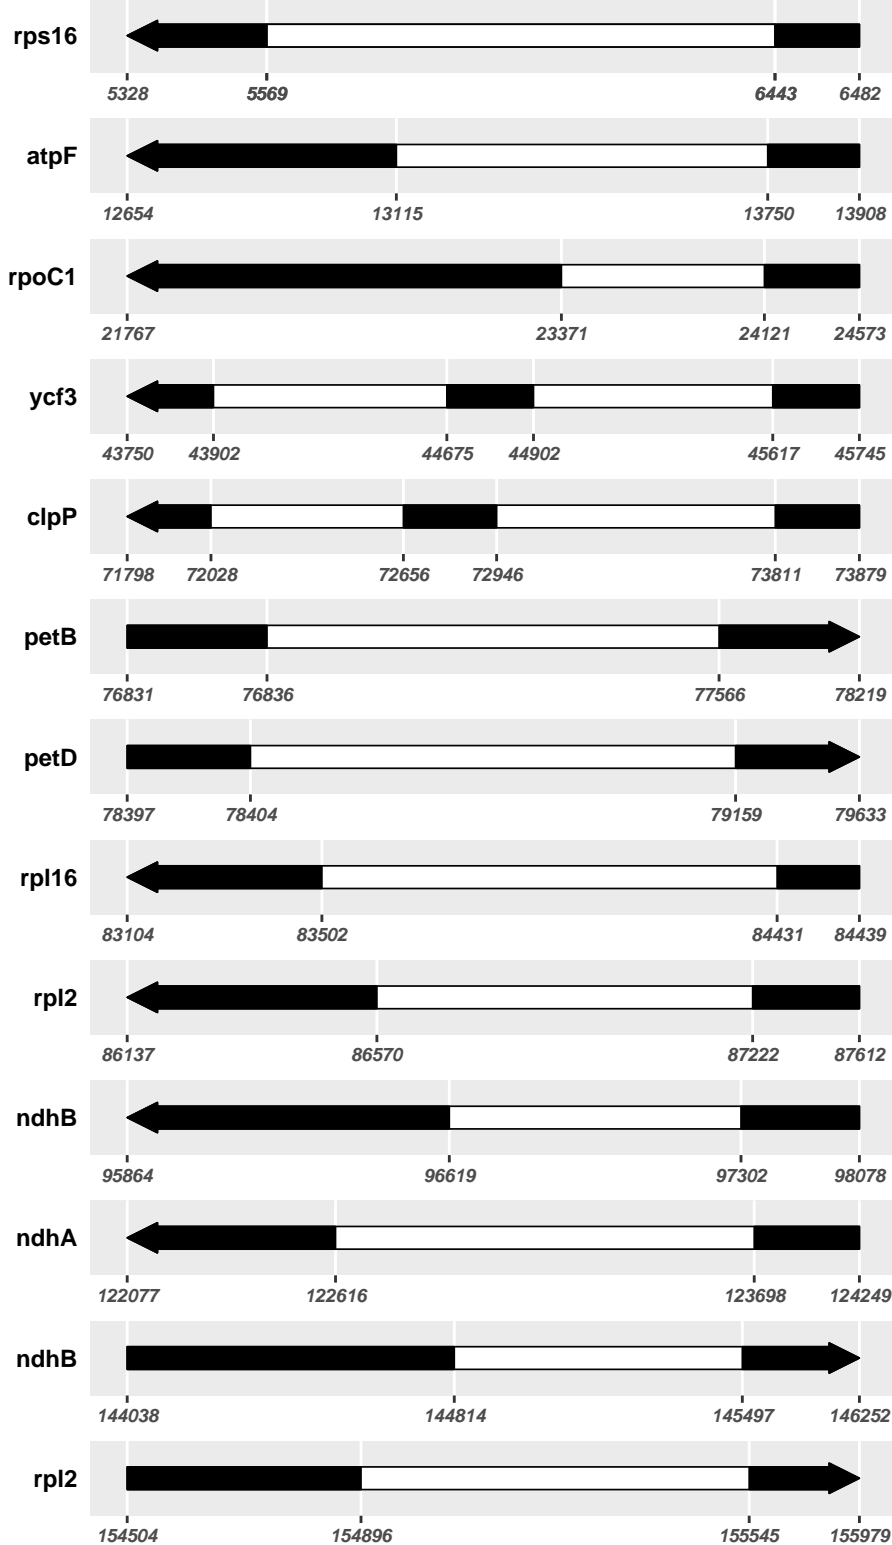 rps16
5328 5569 6443 6482
atpF
12654 13115 13750 13908
rpoC1
21767 23371 24121 24573
ycf3
43750 43902 44675 44902 45617 45745
clpP
71798 72028 72656 72946 73811 73879
petB
76831 76836 77566 78219
petD
78397 78404 79159 79633
rpl16
83104 83502 84431 84439
rpl2
86137 86570 87222 87612
ndhB
95864 96619 97302 98078
ndhA
122077 122616 123698 124249
ndhB
144038 144814 145497 146252
rpl2
154504 154896 155545 155979